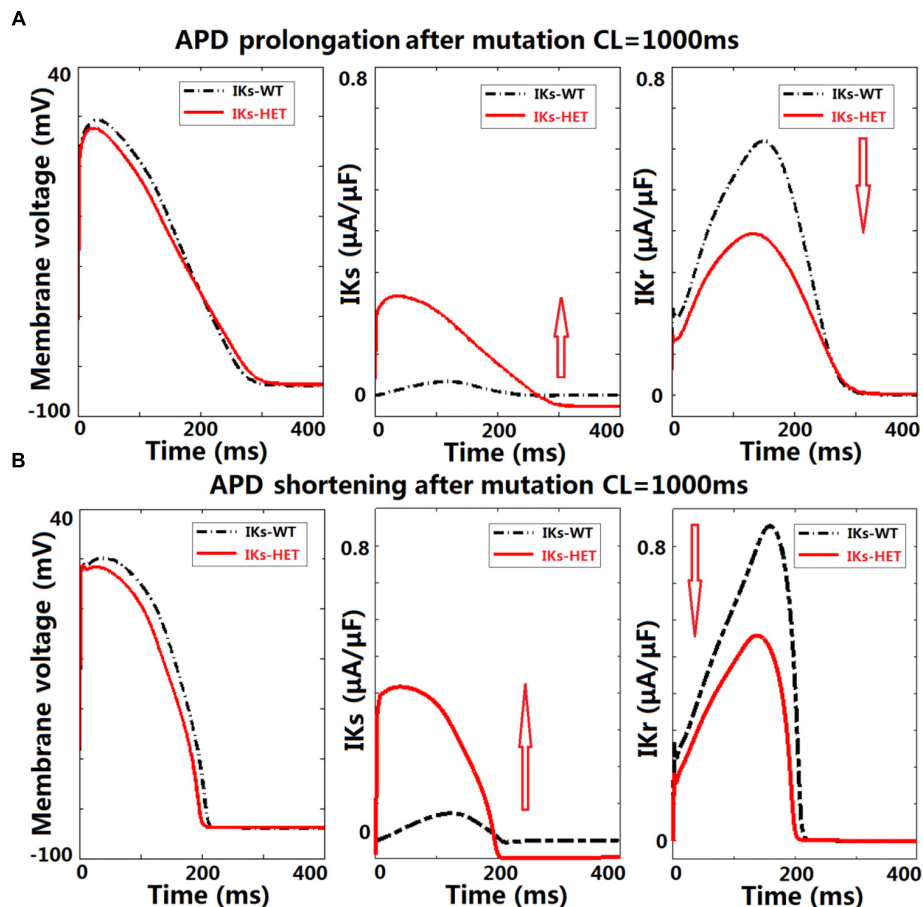 A
APD prolongation after mutation CL=1000ms
40
-100
Membrane voltage (mV)
IKs-WT
IKs-HET
0 200 400
Time (ms)
0.8
0
IKs (µA/µF)
IKs-WT
IKs-HET
0 200 400
Time (ms)
0.8
0
IKr (µA/µF)
IKs-WT
IKs-HET
0 200 400
Time (ms)
B
APD shortening after mutation CL=1000ms
40
-100
Membrane voltage (mV)
IKs-WT
IKs-HET
0 200 400
Time (ms)
0.8
0
IKs (µA/µF)
IKs-WT
IKs-HET
0 200 400
Time (ms)
0.8
0
IKr (µA/µF)
IKs-WT
IKs-HET
0 200 400
Time (ms)